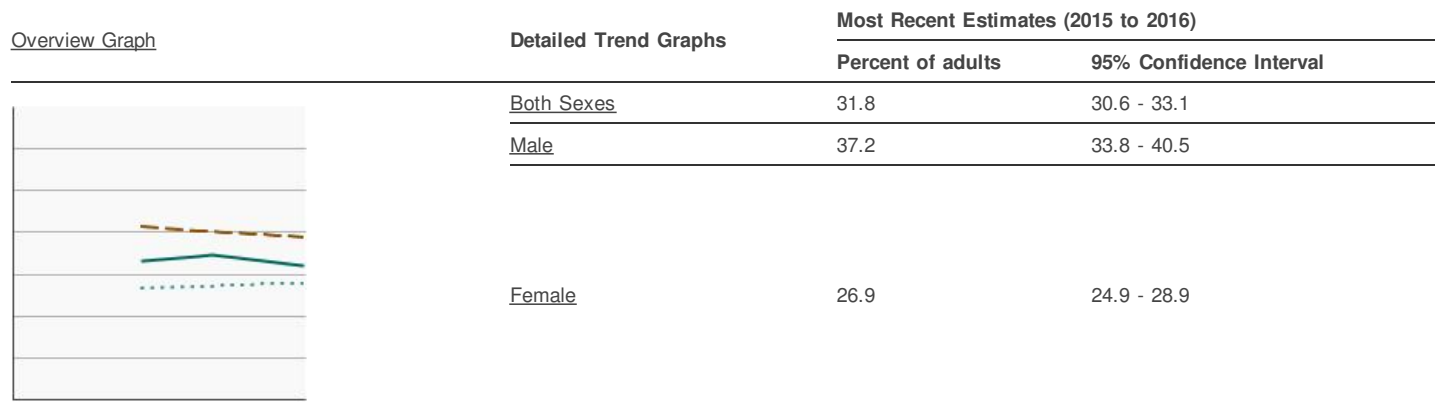 Overview Graph
Detailed Trend Graphs
Most Recent Estimates (2015 to 2016)
Percent of adults 95% Confidence Interval
Both Sexes 31.8 30.6 - 33.1
Male 37.2 33.8 - 40.5
Female 26.9 24.9 - 28.9